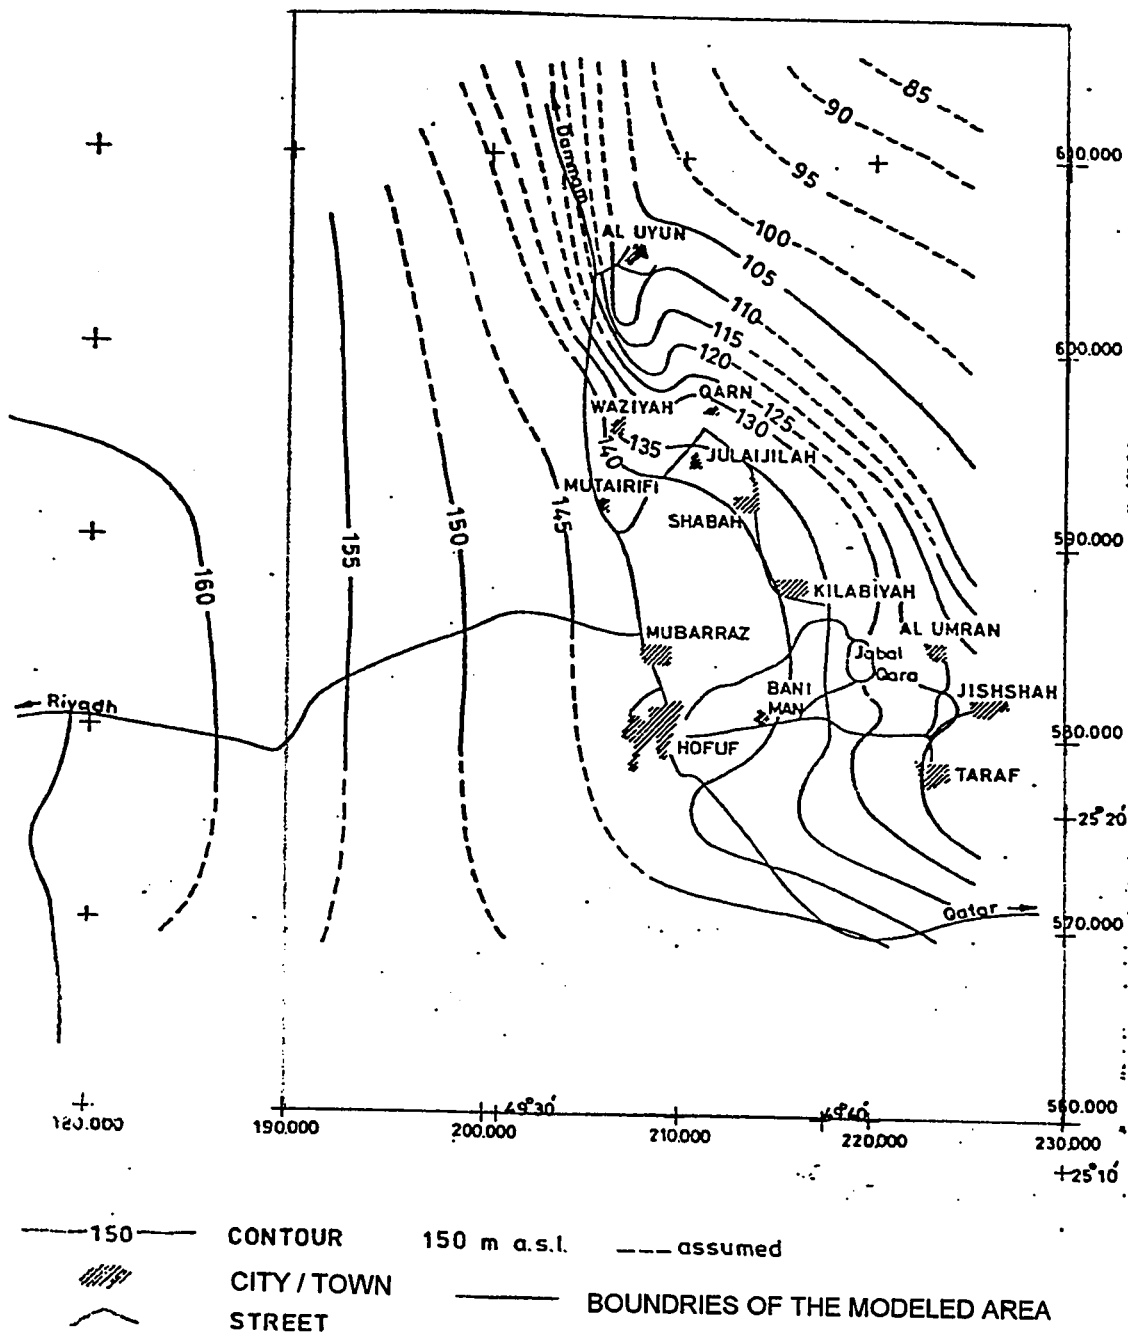 85
90
95
100
105
110
115
120
125
130
135
140
145
150
155
160
Dammam
AL UYUN
QARN
WAZIYAH
JULAIJILAH
MUTAIRIFI
SHABAH
KILABIYAH
MUBARRAZ
AL UMRAN
Jabal
Qara
BANI
MAN
JISHSHAH
HOFUF
TARAF
← Riyadh
Qatar →
600.000
590.000
580.000
25°20'
570.000
560.000
49°30'
49°40'
190.000
200.000
210.000
220.000
230.000
25°10'
150 CONTOUR 150 m a.s.l. --- assumed
CITY / TOWN
BOUNDRIES OF THE MODELED AREA
STREET